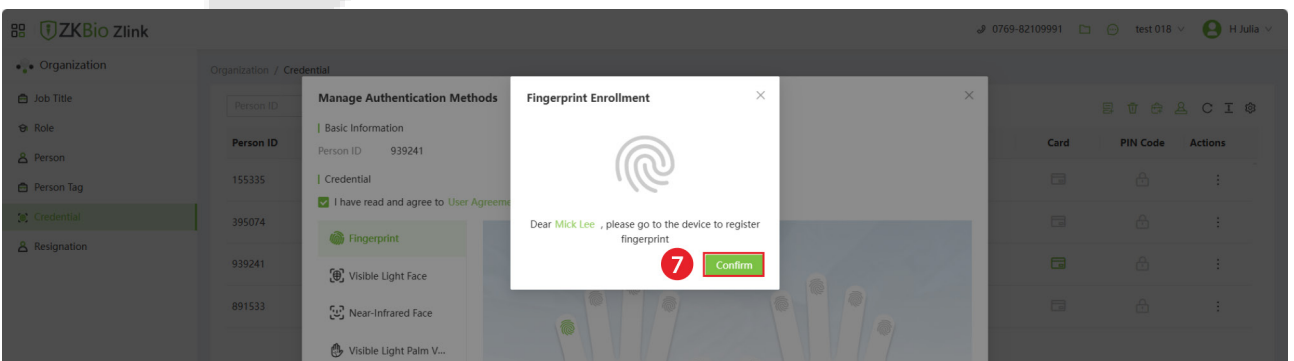 ZKBio Zlink
0769-82109991 test 018 H Julia
Organization
Job Title
Role
Person
Person Tag
Credential
Resignation
Organization / Credential
Person ID
Person ID Card PIN Code Actions
155335
395074
939241
891533
Manage Authentication Methods
Basic Information
Person ID 939241
Credential
I have read and agree to User Agreeme
Fingerprint
Visible Light Face
Near-Infrared Face
Visible Light Palm V...
Fingerprint Enrollment
Dear Mick Lee , please go to the device to register
fingerprint
7 Confirm